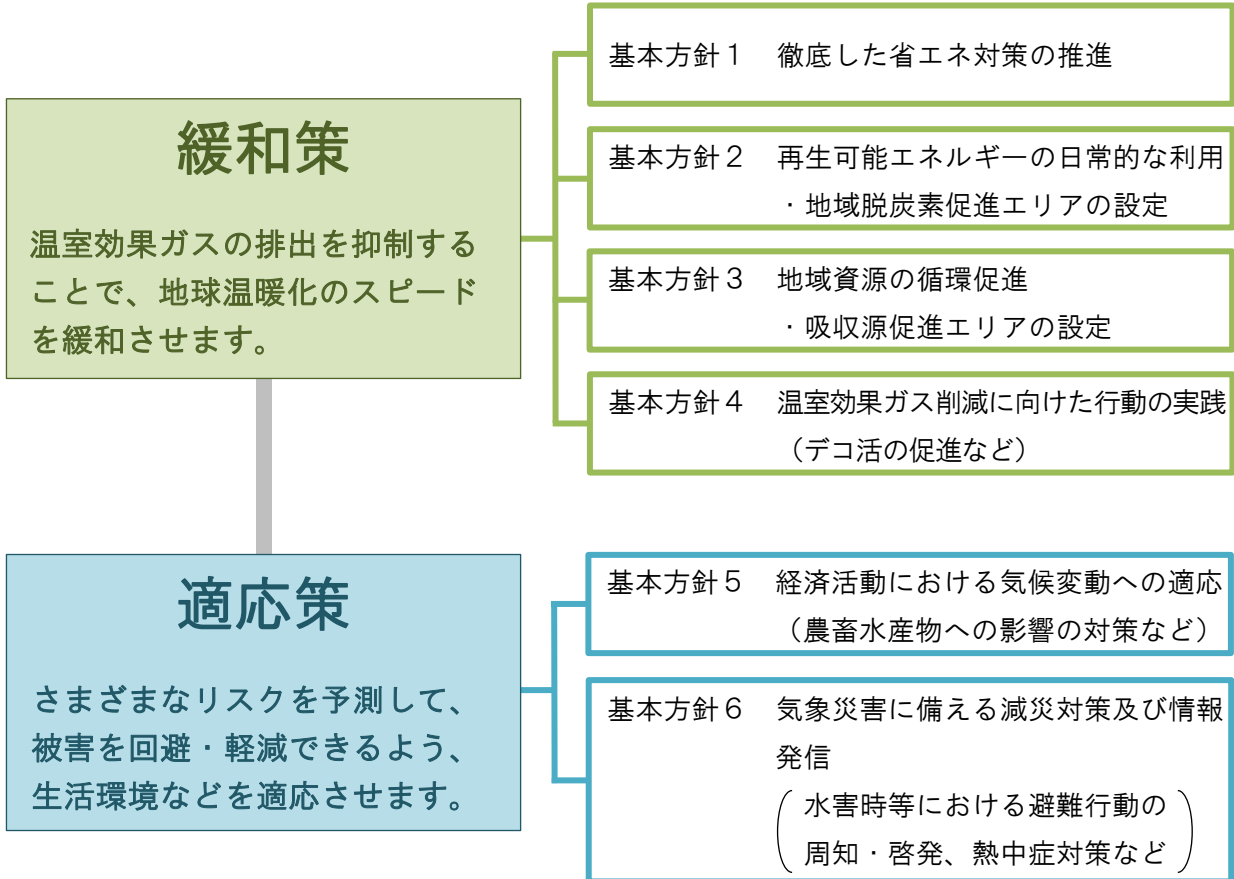 緩和策
温室効果ガスの排出を抑制する
ことで、地球温暖化のスピード
を緩和させます。
基本方針１　徹底した省エネ対策の推進
基本方針２　再生可能エネルギーの日常的な利用
・地域脱炭素促進エリアの設定
基本方針３　地域資源の循環促進
・吸収源促進エリアの設定
基本方針４　温室効果ガス削減に向けた行動の実践
（デコ活の促進など）
適応策
さまざまなリスクを予測して、
被害を回避・軽減できるよう、
生活環境などを適応させます。
基本方針５　経済活動における気候変動への適応
（農畜水産物への影響の対策など）
基本方針６　気象災害に備える減災対策及び情報
発信
（水害時等における避難行動の
周知・啓発、熱中症対策など）